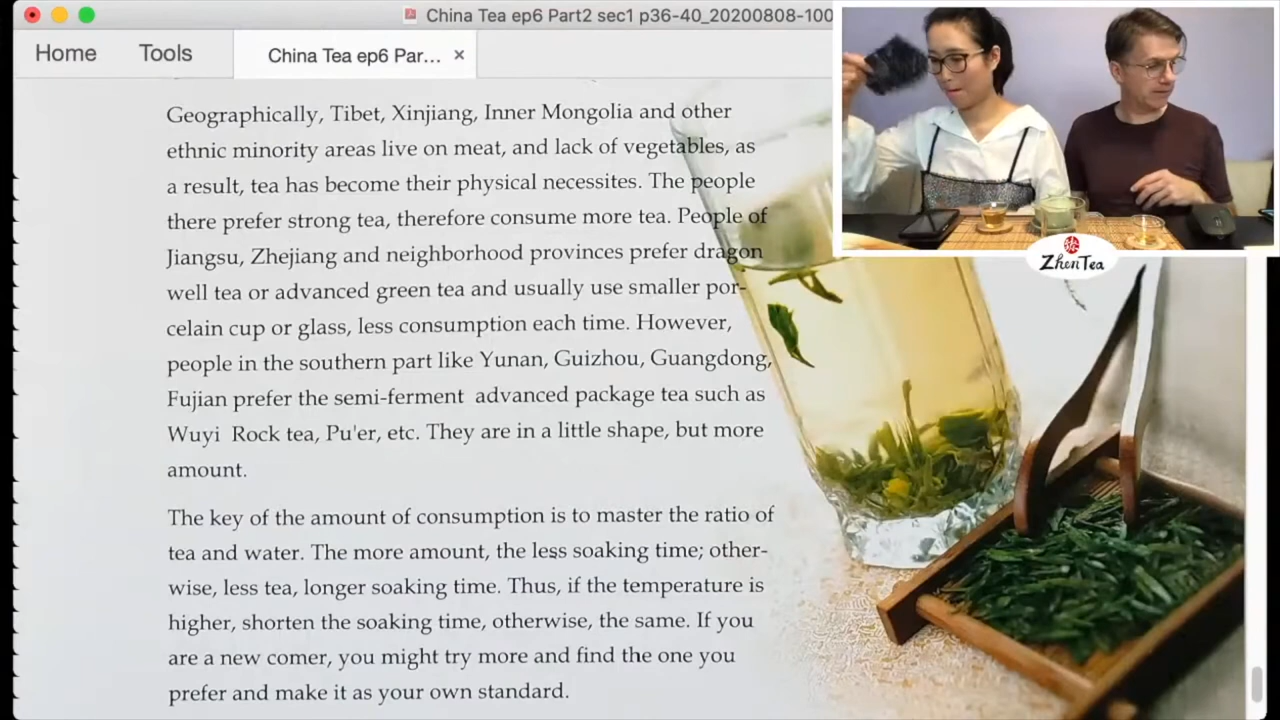 China Tea ep6 Part2 sec1 p36-40_20200808-100
Home Tools China Tea ep6 Par... ×
ZhenTea
Geographically, Tibet, Xinjiang, Inner Mongolia and other
ethnic minority areas live on meat, and lack of vegetables, as
a result, tea has become their physical necessites. The people
there prefer strong tea, therefore consume more tea. People of
Jiangsu, Zhejiang and neighborhood provinces prefer dragon
well tea or advanced green tea and usually use smaller por-
celain cup or glass, less consumption each time. However,
people in the southern part like Yunan, Guizhou, Guangdong,
Fujian prefer the semi-ferment advanced package tea such as
Wuyi Rock tea, Pu'er, etc. They are in a little shape, but more
amount.
The key of the amount of consumption is to master the ratio of
tea and water. The more amount, the less soaking time; other-
wise, less tea, longer soaking time. Thus, if the temperature is
higher, shorten the soaking time, otherwise, the same. If you
are a new comer, you might try more and find the one you
prefer and make it as your own standard.